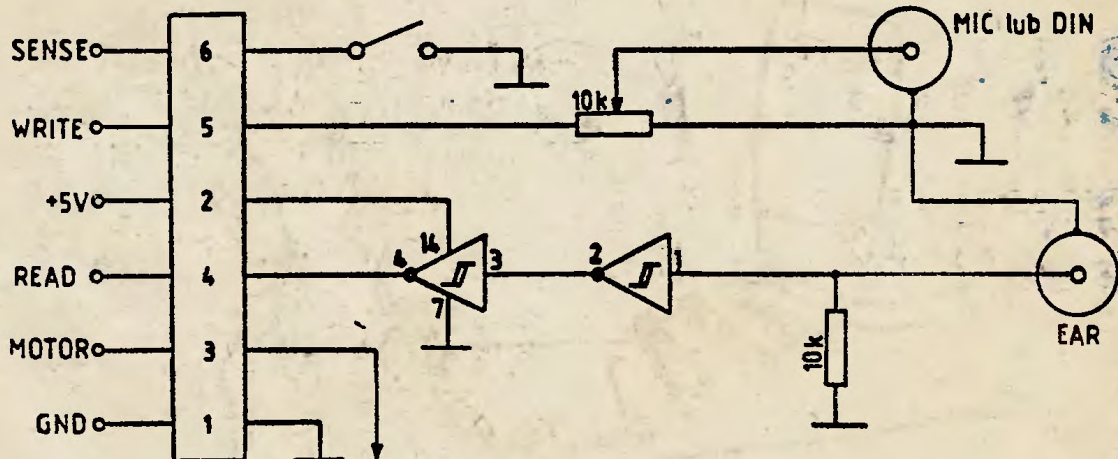 SENSE 6 MIC lub DIN
10k
WRITE 5
+5V 2
14
READ 4 4 3 2 1
7
EAR
10k
MOTOR 3
GND 1